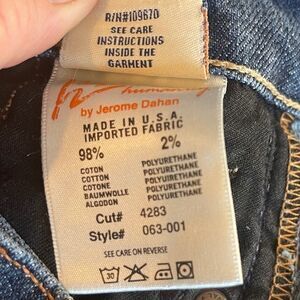 R/N#109670
SEE CARE
INSTRUCTIONS
INSIDE THE
GARMENT
by Jerome Dahan
MADE IN U.S.A.
IMPORTED FABRIC
98% 2%
COTON POLYURETHANE
COTTON POLYURETHANE
COTONE POLIURETHANE
BAUMWOLLE POLYURETHANE
ALGODON POLYURETHANE
Cut# 4283
Style# 063-001
SEE CARE ON REVERSE
30